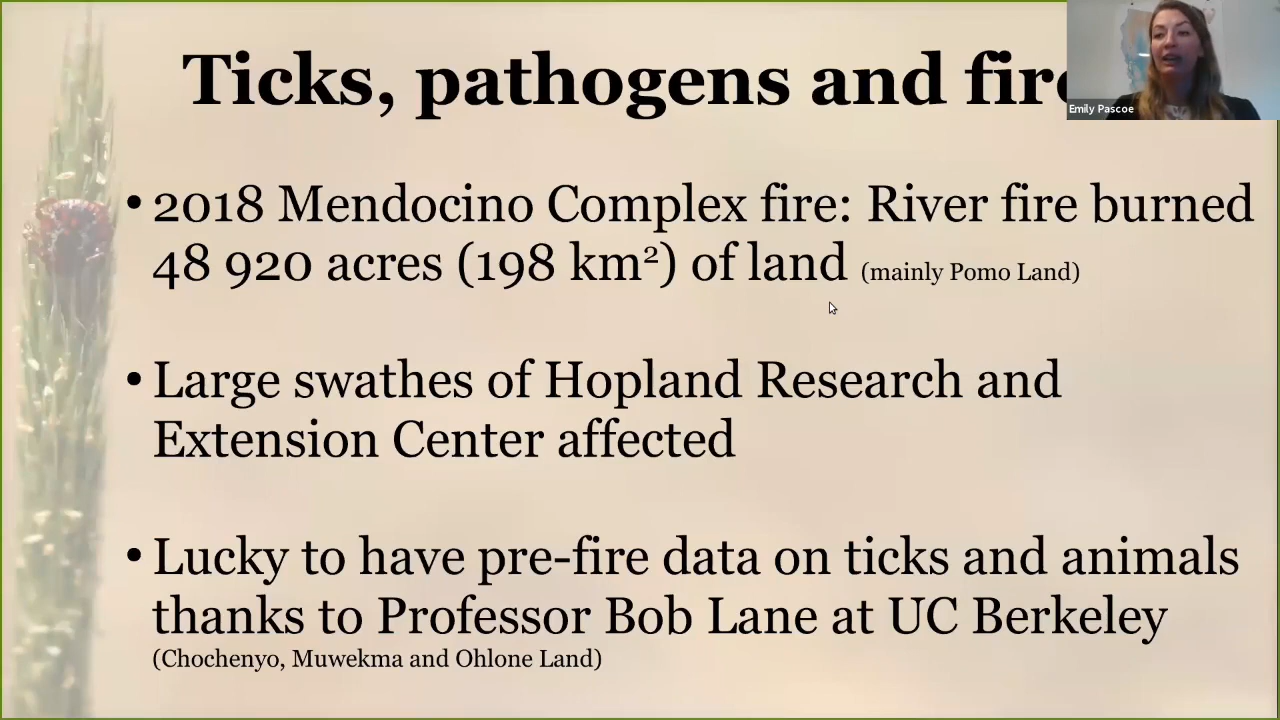 Ticks, pathogens and fire
Emily Pascoe
• 2018 Mendocino Complex fire: River fire burned
48 920 acres (198 km²) of land (mainly Pomo Land)
• Large swathes of Hopland Research and
Extension Center affected
• Lucky to have pre-fire data on ticks and animals
thanks to Professor Bob Lane at UC Berkeley
(Chochenyo, Muwekma and Ohlone Land)